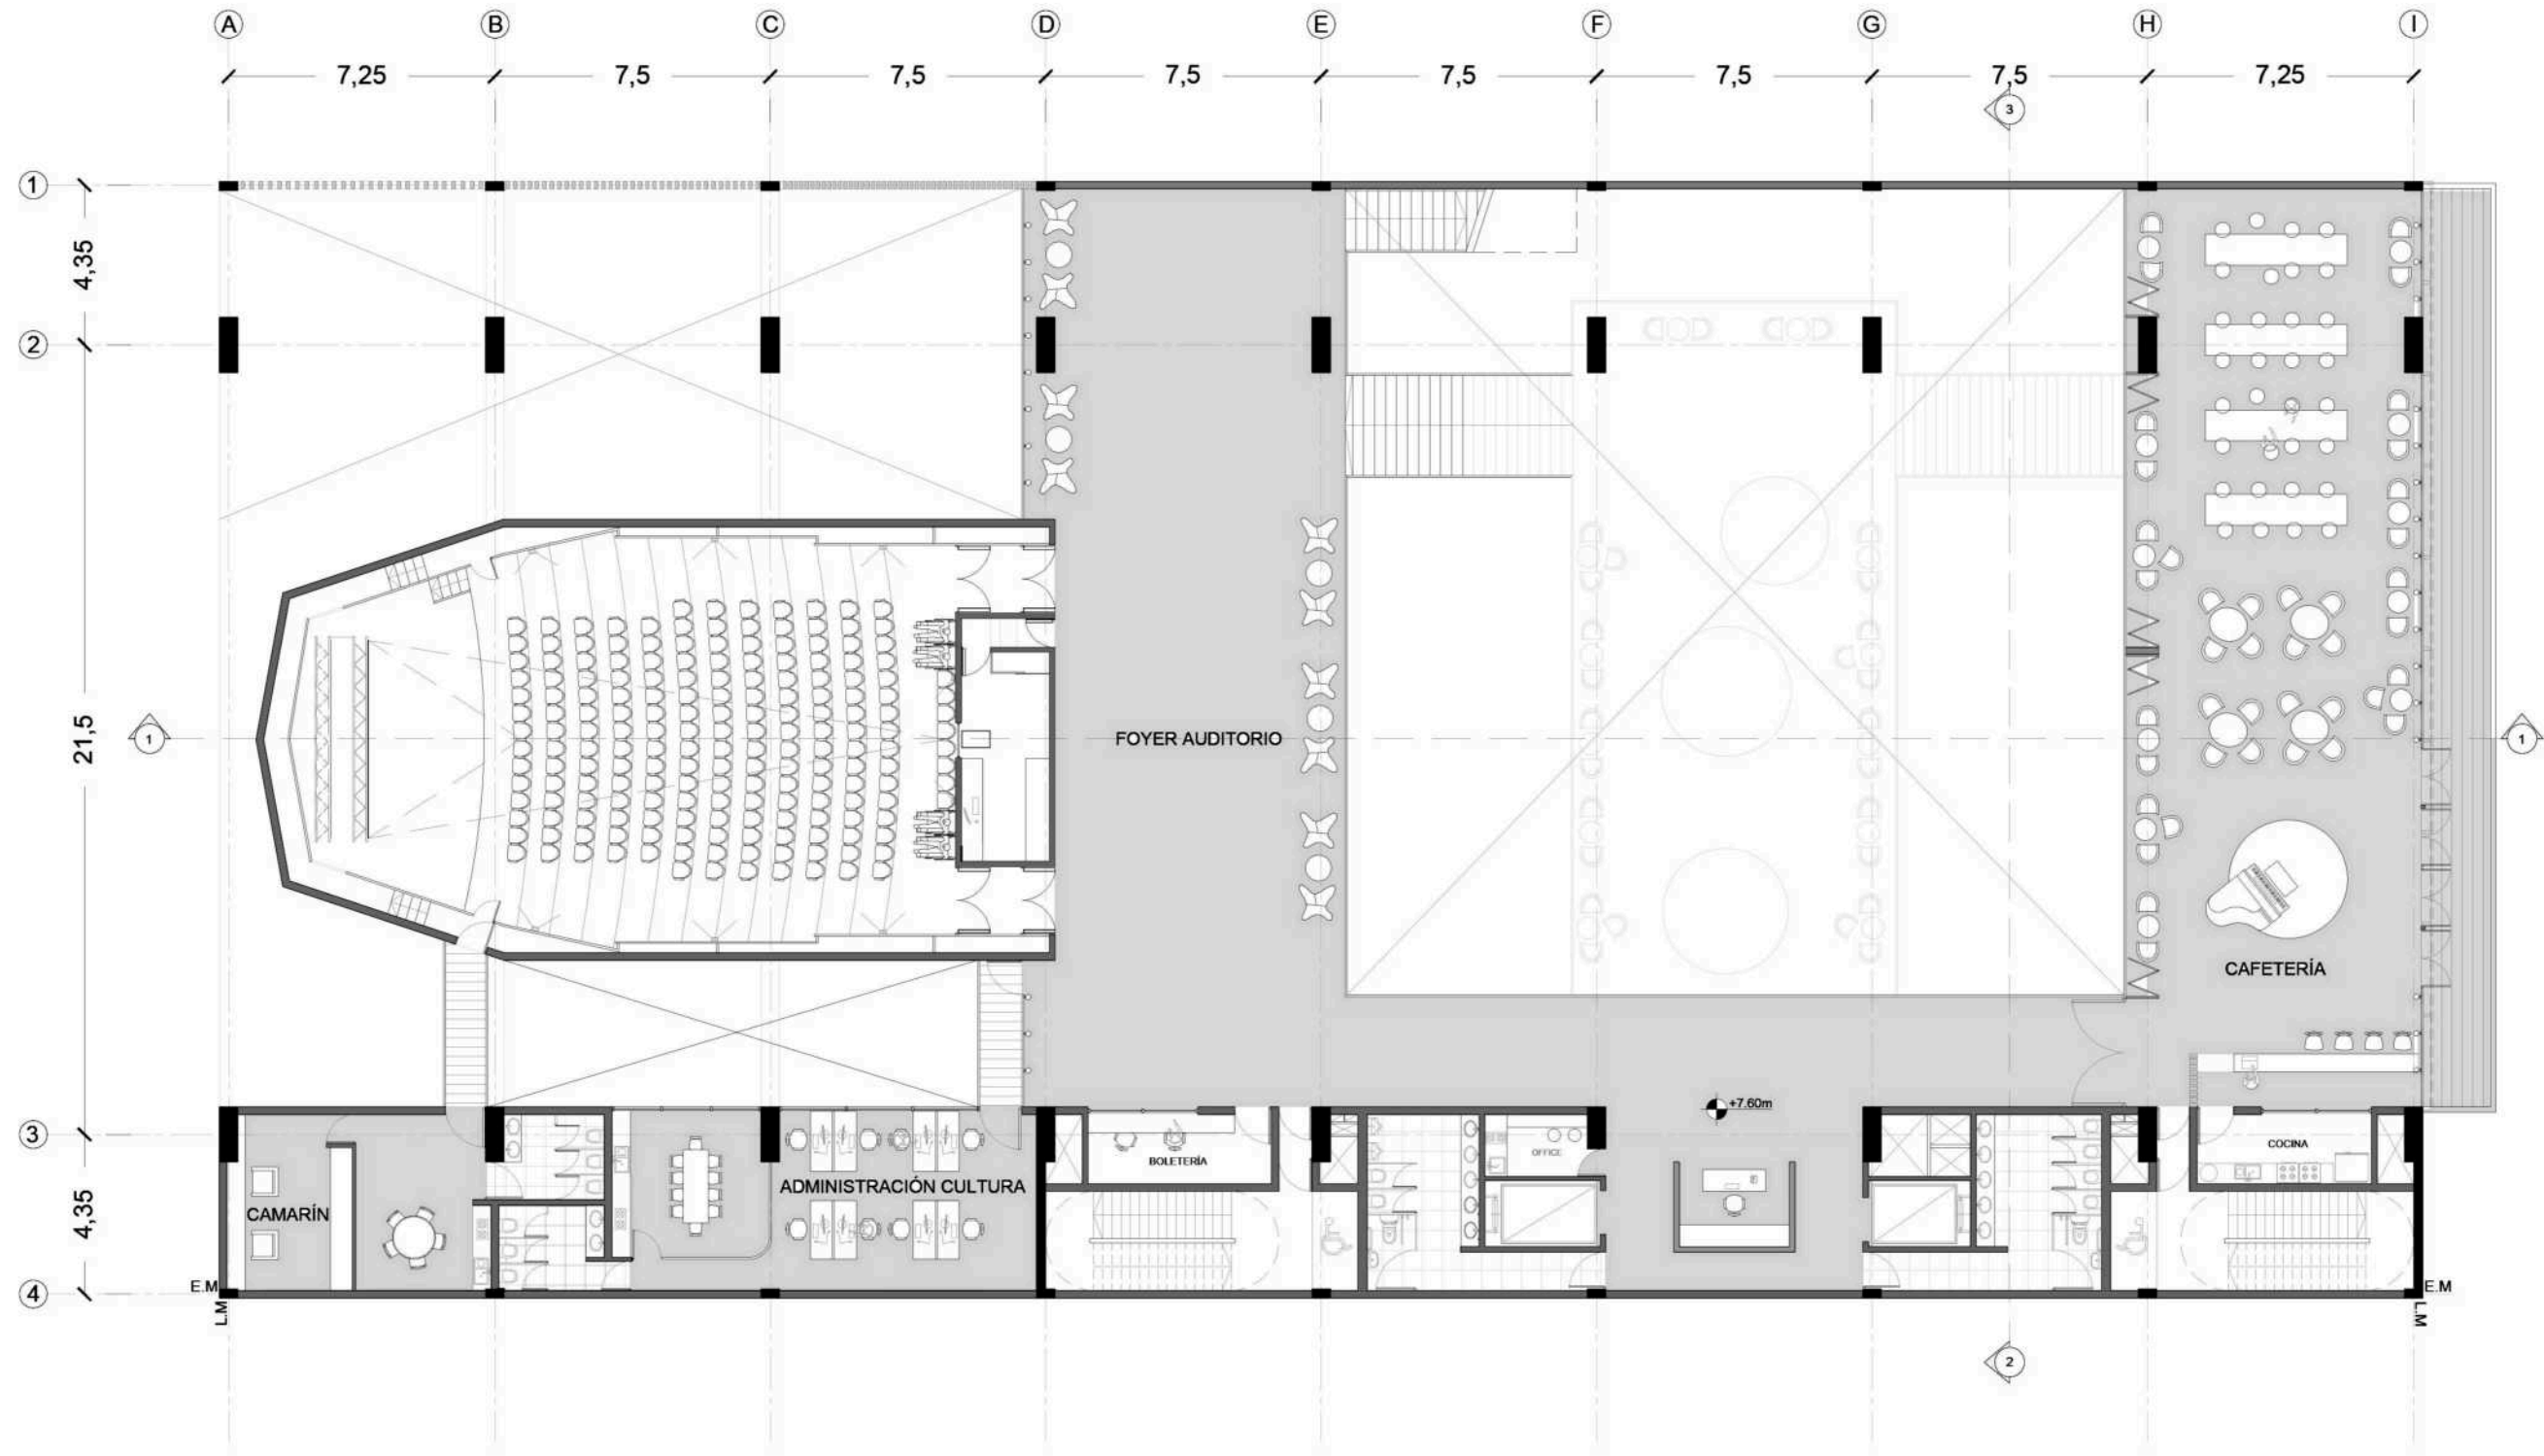 A B C D E F G H I
7,25 7,5 7,5 7,5 7,5 7,5 7,5 7,25
3
1
4,35
2
21,5
1
FOYER AUDITORIO
1
CAFETERÍA
+7.60m
3
COCINA
OFFICE
BOLETERÍA
ADMINISTRACIÓN CULTURA
CAMARÍN
4,35
E.M
E.M
4
L.M
L.M
2